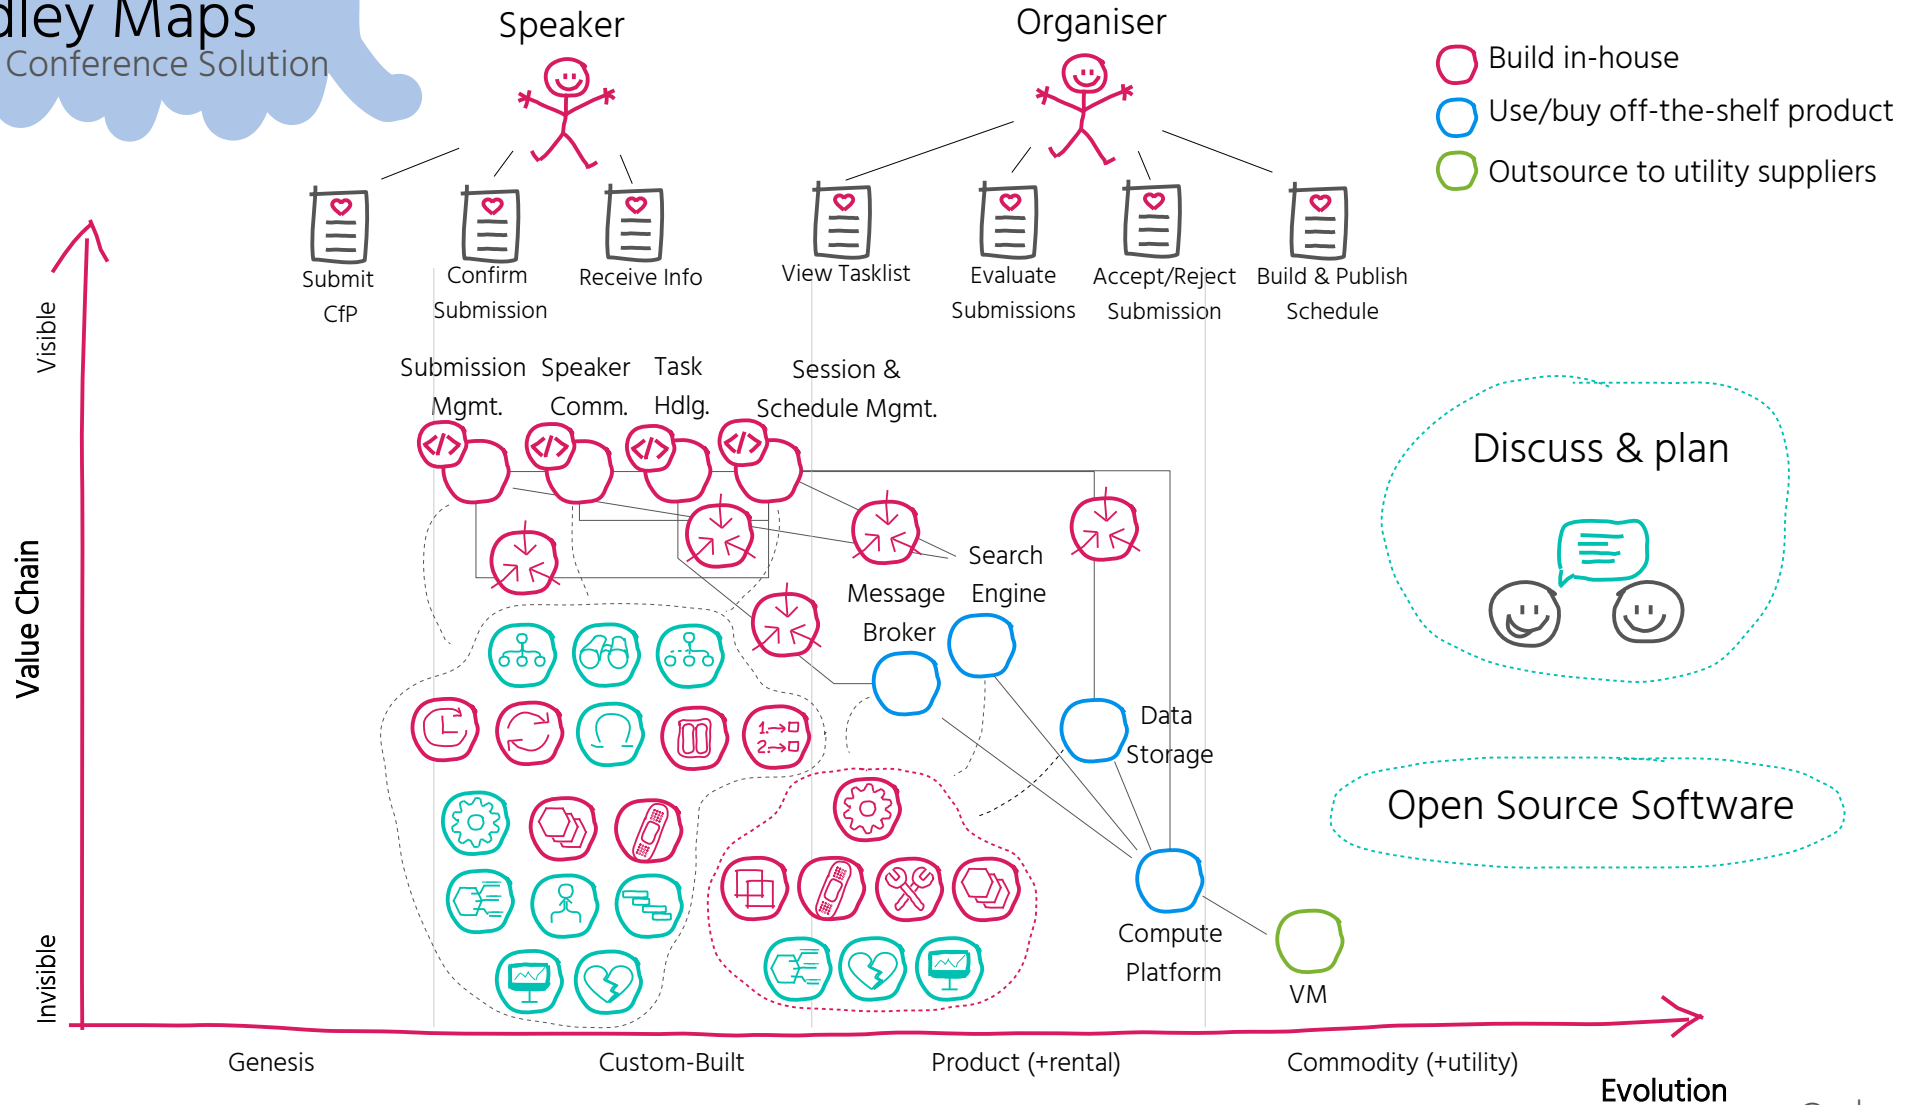 dley Maps
Conference Solution
Speaker
Organiser
Build in-house
Use/buy off-the-shelf product
Outsource to utility suppliers
Submit
CfP
Confirm
Submission
Receive Info
View Tasklist
Evaluate
Submissions
Accept/Reject
Submission
Build & Publish
Schedule
Visible
Value Chain
Invisible
Submission
Mgmt.
Speaker
Comm.
Task
Hdlg.
Session &
Schedule Mgmt.
</>
</>
</>
</>
Search
Engine
Message
Broker
Data
Storage
1.
2.
Compute
Platform
VM
Discuss & plan
Open Source Software
Genesis
Custom-Built
Product (+rental)
Commodity (+utility)
Evolution